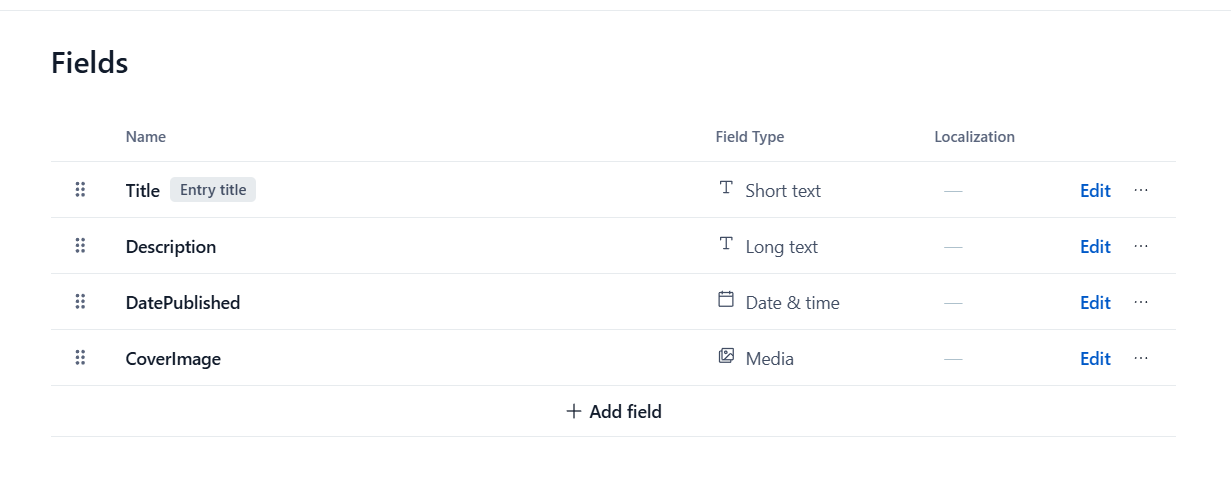 Fields
Name Field Type Localization
Title Entry title Short text — Edit ...
Description Long text — Edit ...
DatePublished Date & time — Edit ...
CoverImage Media — Edit ...
+ Add field